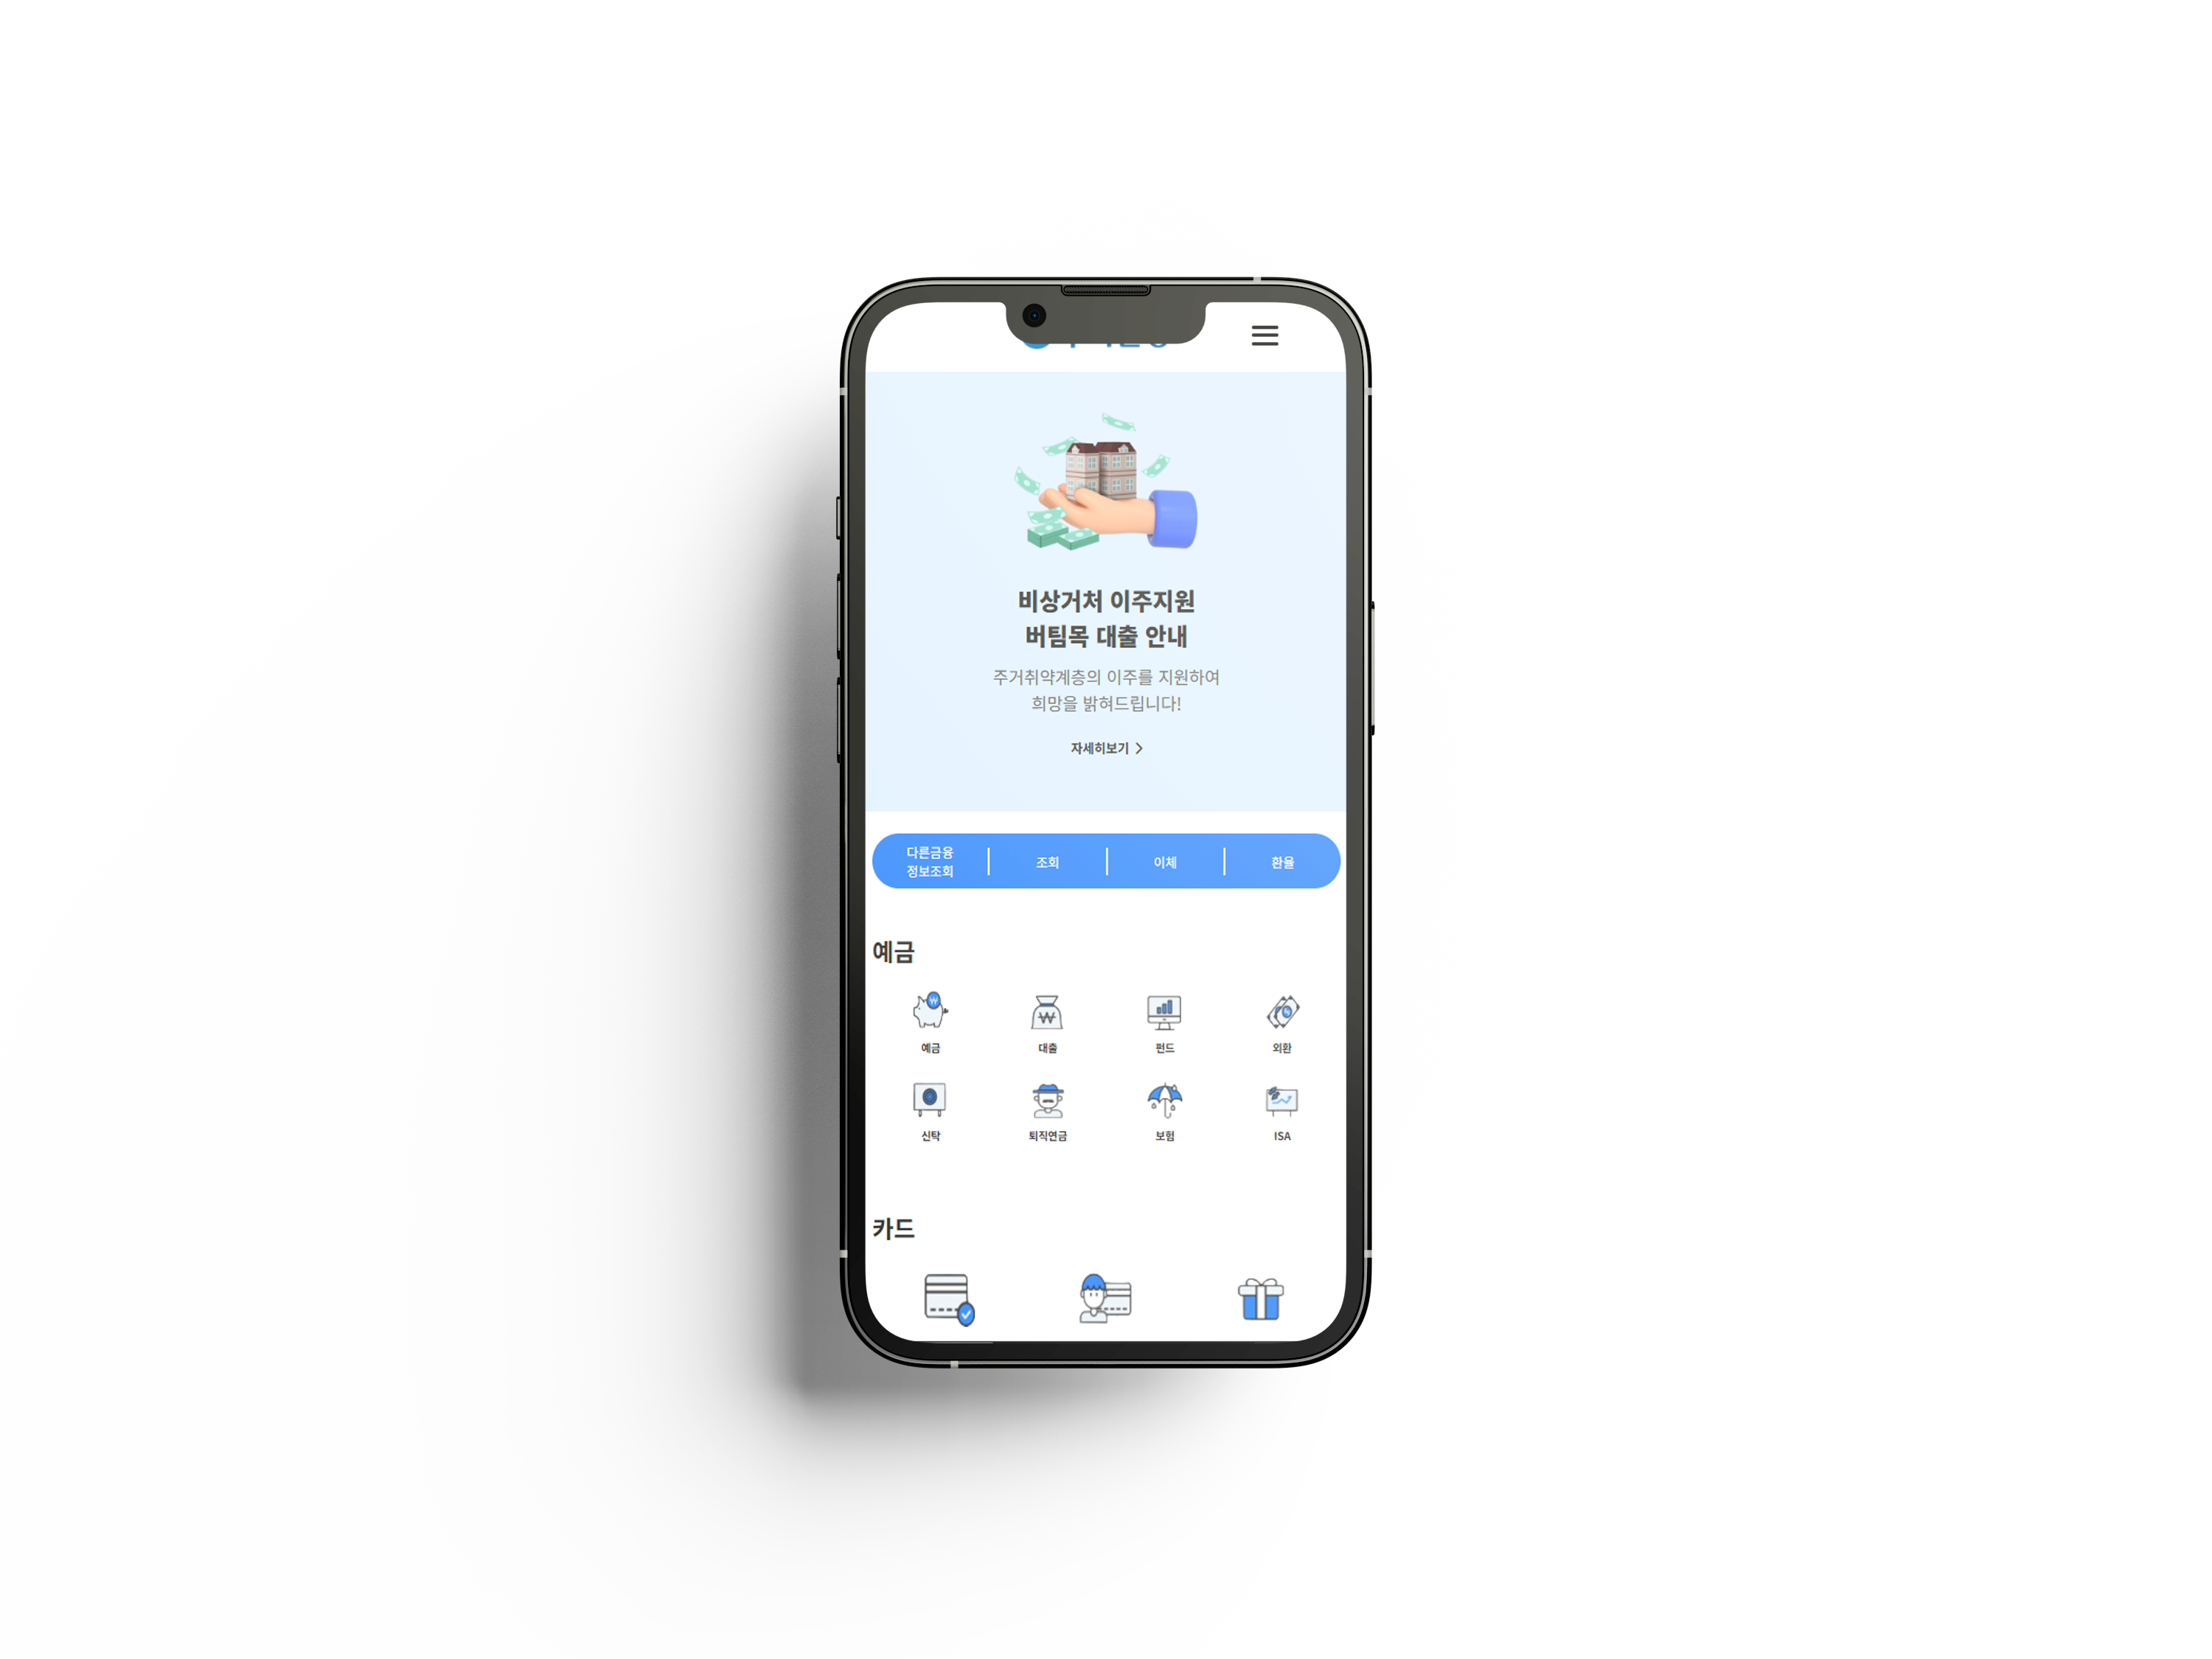 비상거처 이주지원
버팀목 대출 안내
주거취약계층의 이주를 지원하여
희망을 밝혀드립니다!
자세히보기
다른금융
정보조회
조회
이체
환율
예금
예금
대출
펀드
외환
신탁
퇴직연금
보험
ISA
카드